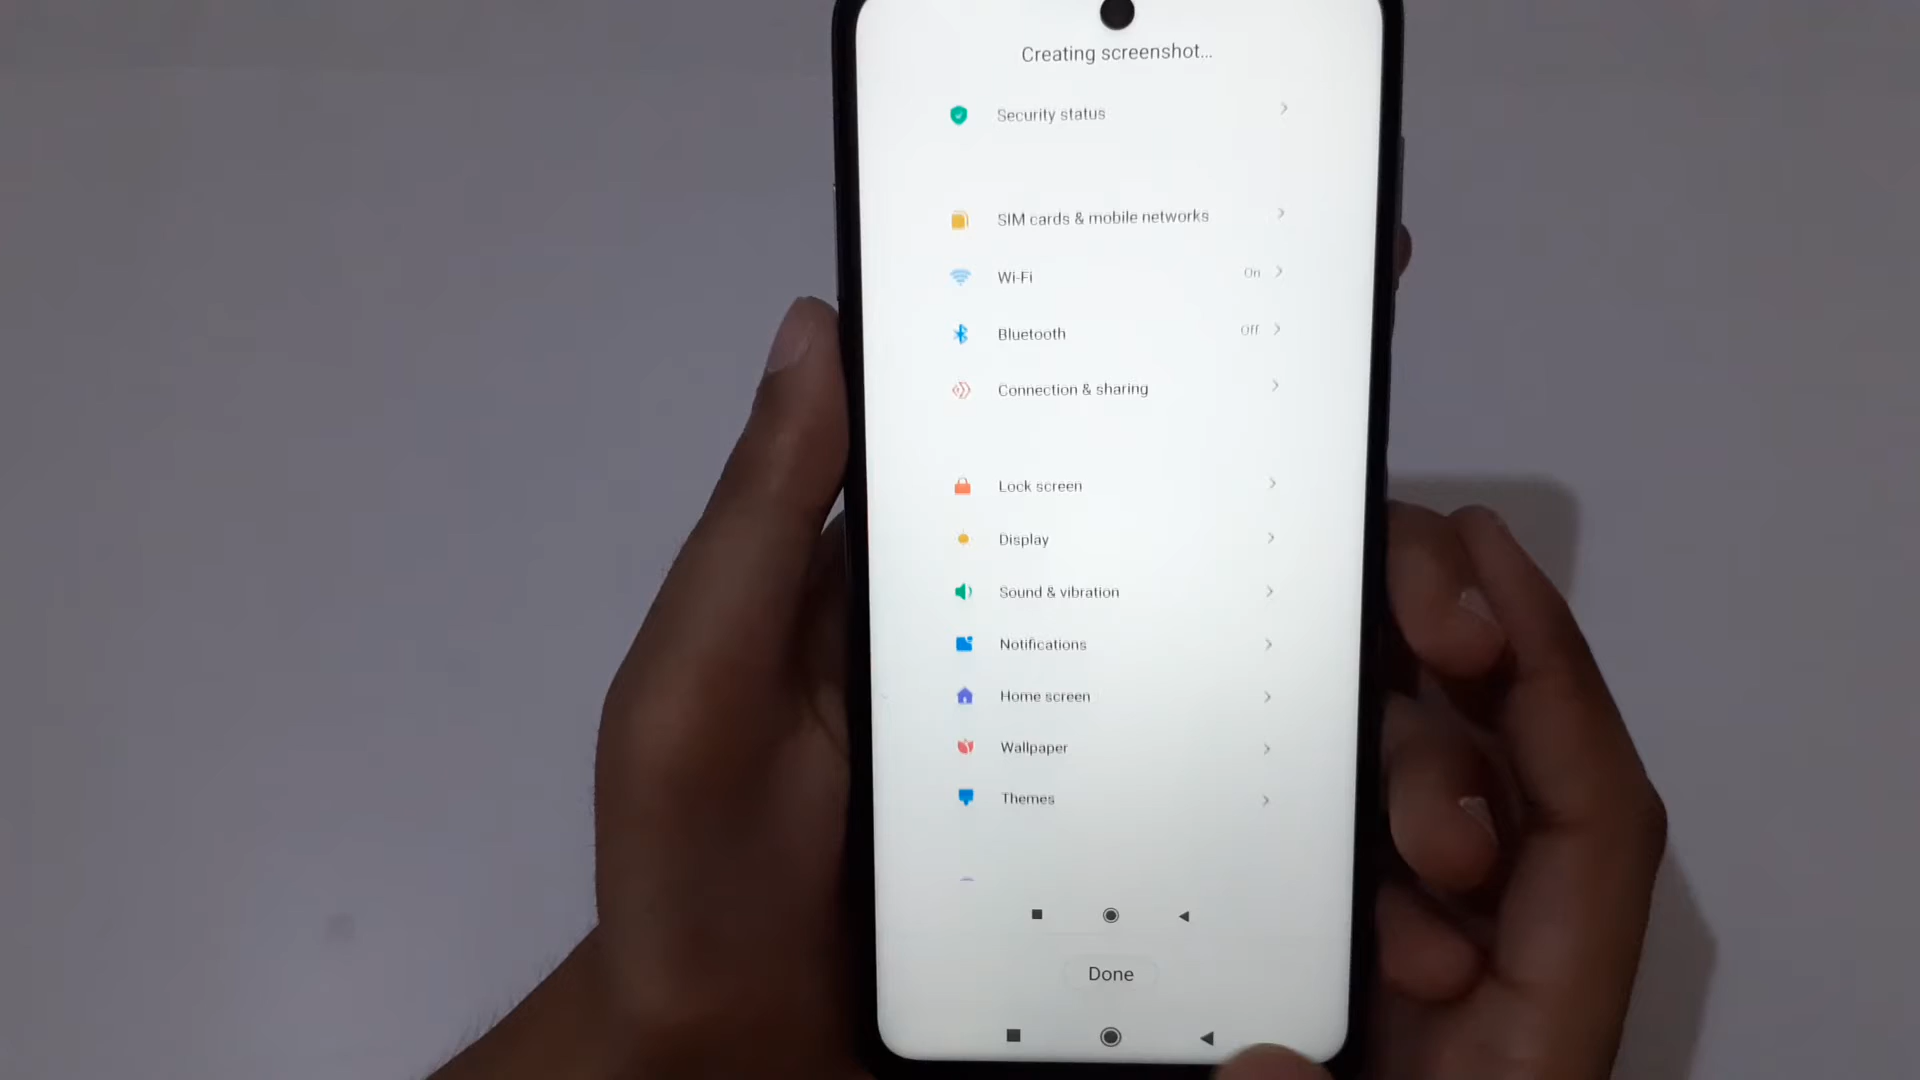 Creating screenshot...
Security status
SIM cards & mobile networks
Wi-Fi On
Bluetooth Off
Connection & sharing
Lock screen
Display
Sound & vibration
Notifications
Home screen
Wallpaper
Themes
Done